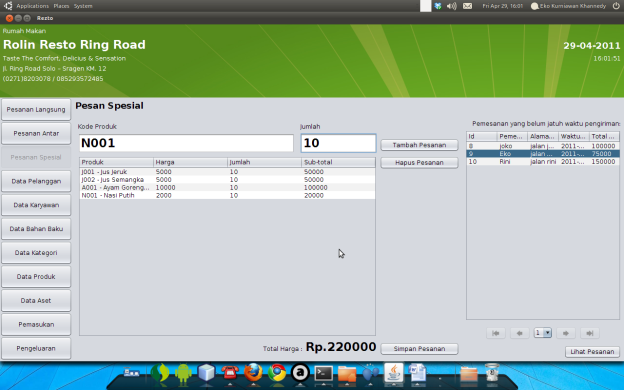 Applications Places System
Fri Apr 29, 16:01
Eko Kurniawan Khannedy
Resto
Rumah Makan
Rolin Resto Ring Road
29-04-2011
Taste The Comfort, Delicius & Sensation
16:01:51
Jl. Ring Road Solo - Sragen KM. 12
(0271)8203078 / 085293572485
Pesanan Langsung
Pesanan Antar
Pesanan Spesial
Data Pelanggan
Data Karyawan
Data Bahan Baku
Data Kategori
Data Produk
Data Aset
Pemasukan
Pengeluaran
Pesan Spesial
Kode Produk Jumlah
N001 10
Tambah Pesanan
Hapus Pesanan
Produk Harga Jumlah Sub-total
J001 - Jus Jeruk 5000 10 50000
J002 - Jus Semangka 5000 10 50000
A001 - Ayam Goreng... 10000 10 100000
N001 - Nasi Putih 2000 10 20000
Total Harga : Rp.220000
Simpan Pesanan
Pemesanan yang belum jatuh waktu pengiriman:
Id Peme... Alama... Waktu... Total ...
8 joko jalan j... 2011-... 100000
9 Eko jalan ... 2011-... 75000
10 Rini jalan rini 2011-... 150000
1
Lihat Pesanan